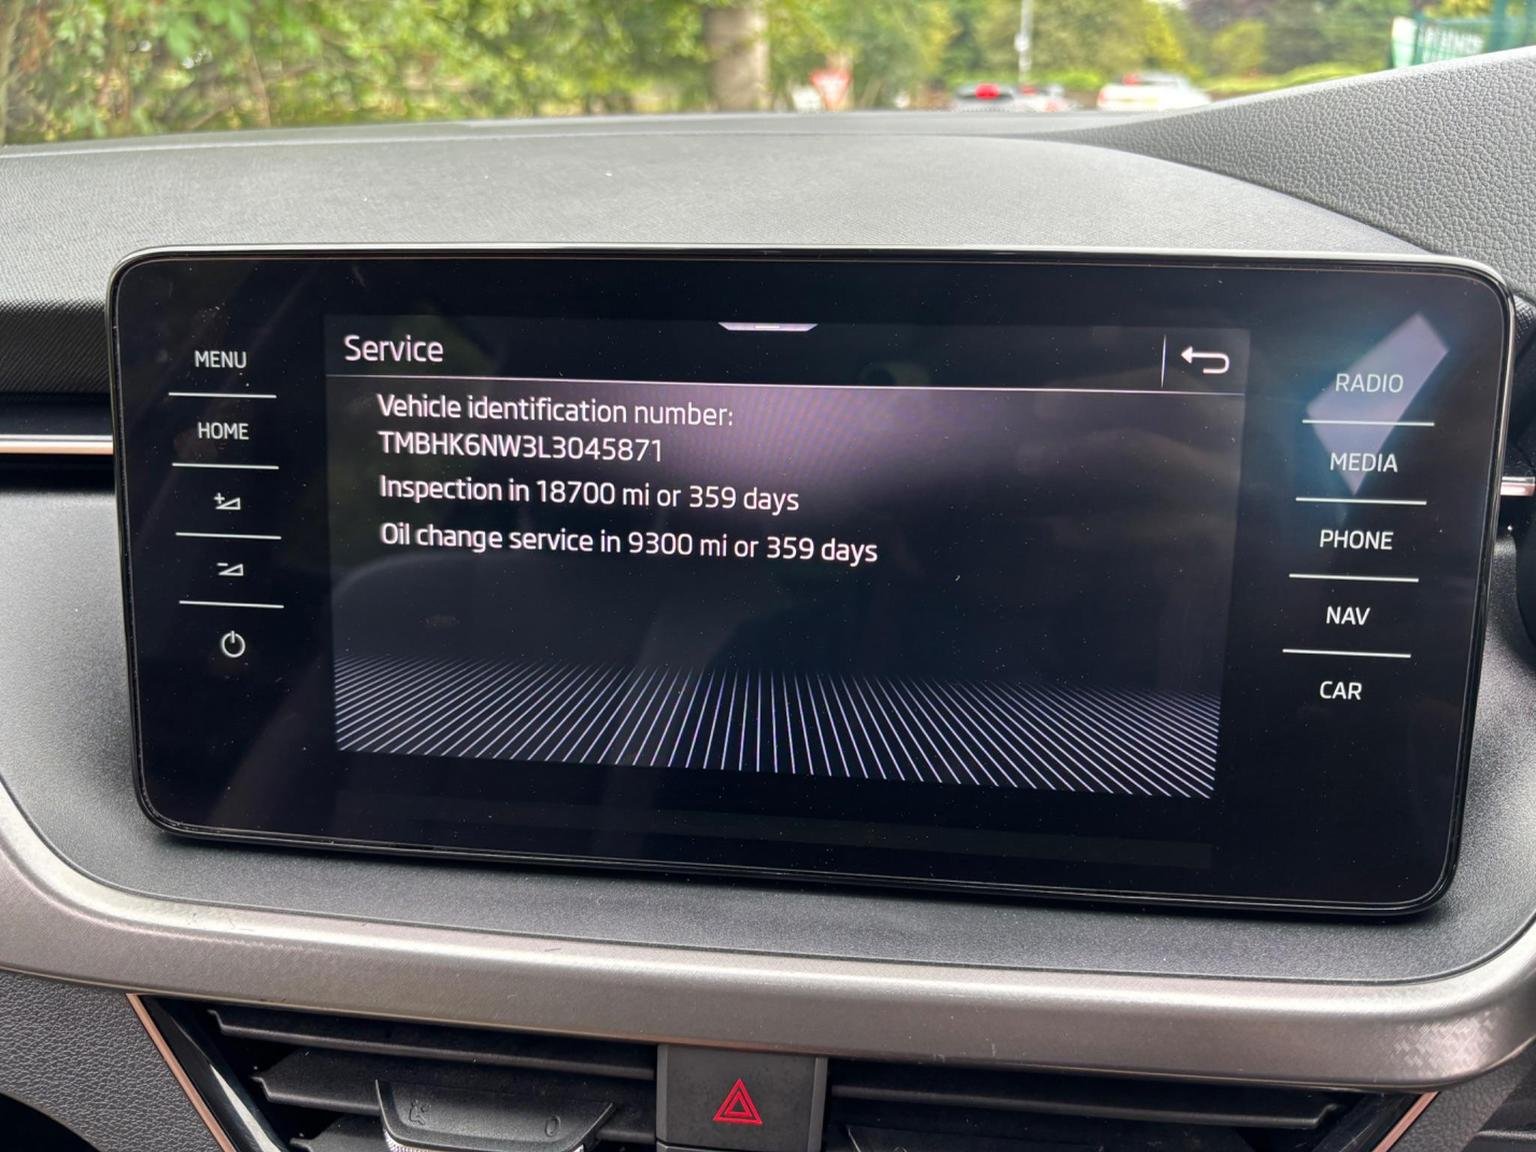 Service
Vehicle identification number:
TMBHK6NW3L3045871
Inspection in 18700 mi or 359 days
Oil change service in 9300 mi or 359 days
MENU
HOME
RADIO
MEDIA
PHONE
NAV
CAR